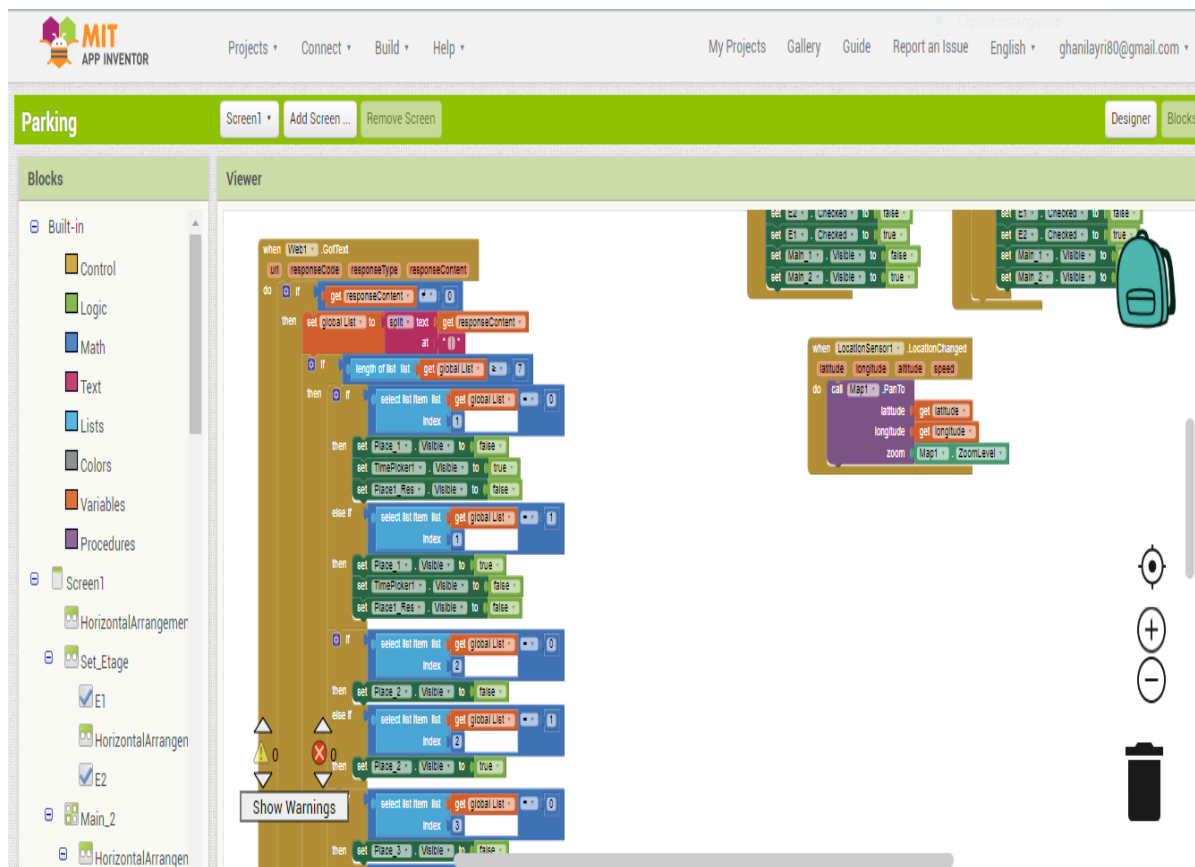 Capture rectangulaire
MIT
APP INVENTOR
Projects Connect Build Help My Projects Gallery Guide Report an Issue English ghanilayri80@gmail.com
Parking Screen1 Add Screen ... Remove Screen Designer Blocks
Blocks Viewer
Built-in
Control
Logic
Math
Text
Lists
Colors
Variables
Procedures
Screen1
HorizontalArrangemer
Set_Etage
E1
HorizontalArrangen
E2
Main_2
HorizontalArrangen
when Web1 .GotText
url responseCode responseType responseContent
do if get responseContent ≠ 0
then set global List to split text get responseContent
at
if length of list list get global List ≥ 7
then if select list item list get global List = 0
index 1
then set Place_1 . Visible to false
set TimePicker1 . Visible to true
set Place1_Res . Visible to false
else if select list item list get global List = 1
index 1
then set Place_1 . Visible to true
set TimePicker1 . Visible to false
set Place1_Res . Visible to false
if select list item list get global List = 0
index 2
then set Place_2 . Visible to false
else if select list item list get global List = 1
index 2
then set Place_2 . Visible to true
select list item list get global List = 0
index 3
then set Place_3 . Visible to false
0 0
Show Warnings
set E2 . Checked to false
set E1 . Checked to true
set Main_1 . Visible to false
set Main_2 . Visible to true
set E1 . Checked to false
set E2 . Checked to true
set Main_1 . Visible to
set Main_2 . Visible to
when LocationSensor1 .LocationChanged
latitude longitude altitude speed
do call Map1 .PanTo
latitude get latitude
longitude get longitude
zoom Map1 . ZoomLevel